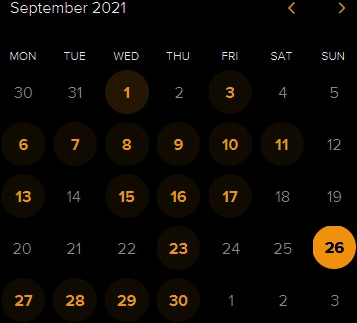 September 2021 < >
MON TUE WED THU FRI SAT SUN
30 31 1 2 3 4 5
6 7 8 9 10 11 12
13 14 15 16 17 18 19
20 21 22 23 24 25 26
27 28 29 30 1 2 3